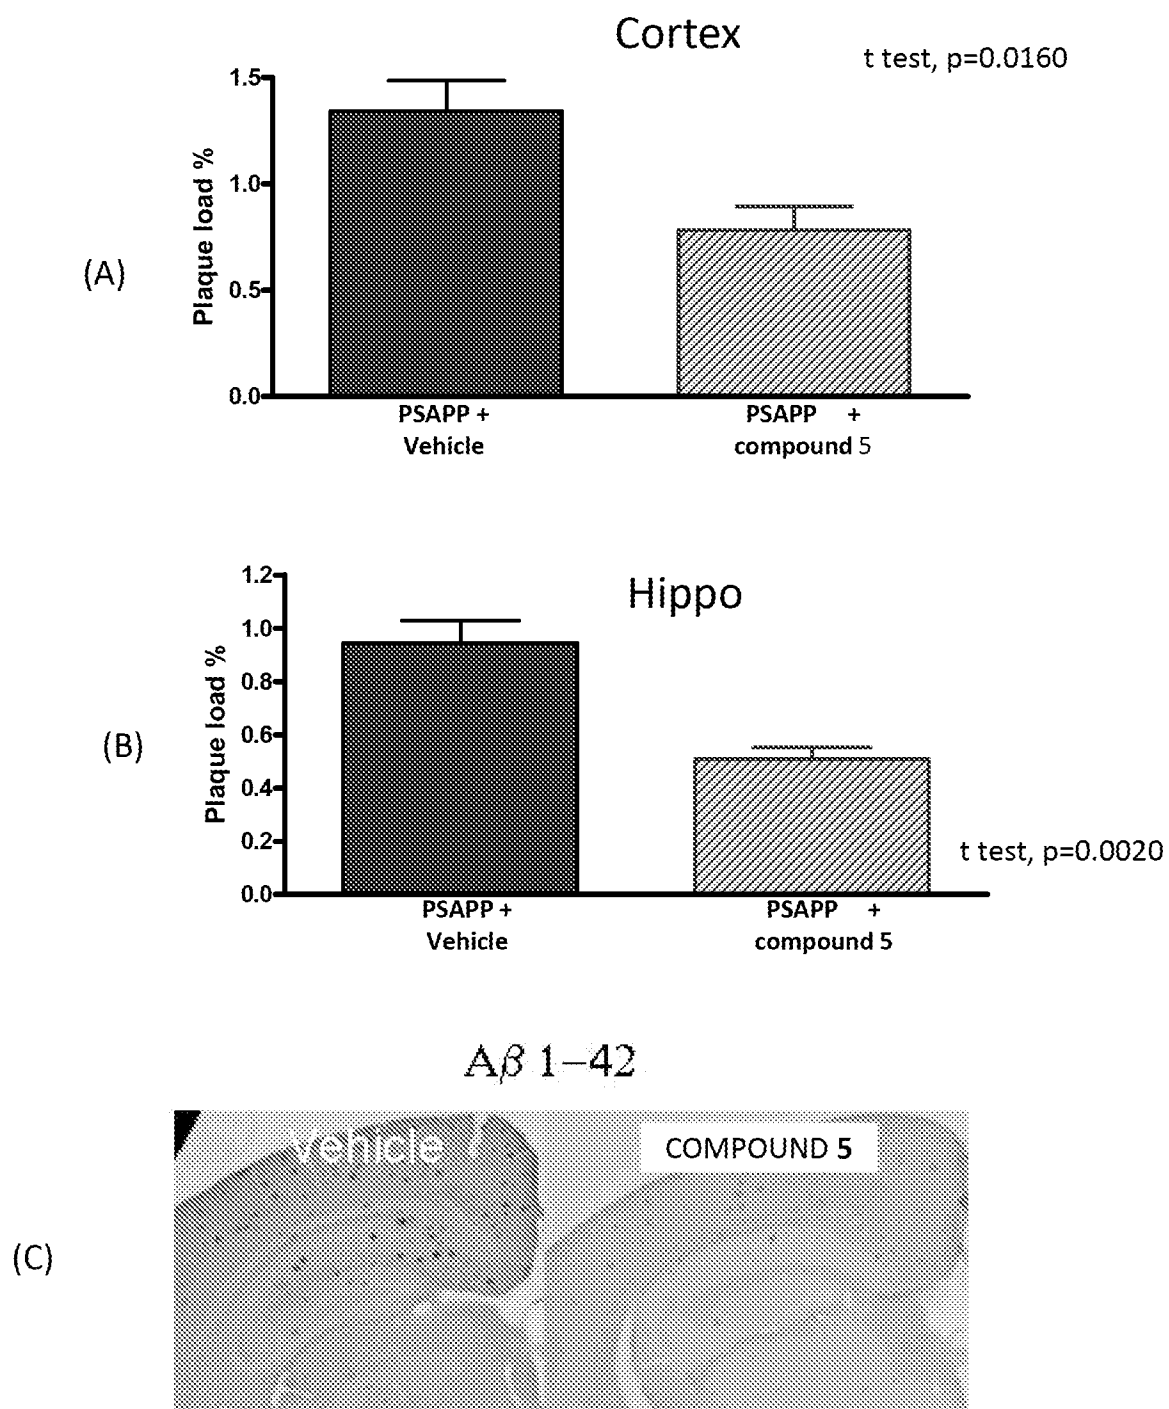 Cortex
t test, p=0.0160
1.5
1.0
0.5
0.0
Plaque load %
(A)
PSAPP +
Vehicle
PSAPP +
compound 5
Hippo
1.2
1.0
0.8
0.6
0.4
0.2
0.0
Plaque load %
(B)
t test, p=0.0020
PSAPP +
Vehicle
PSAPP +
compound 5
Aβ 1–42
Vehicle
COMPOUND 5
(C)